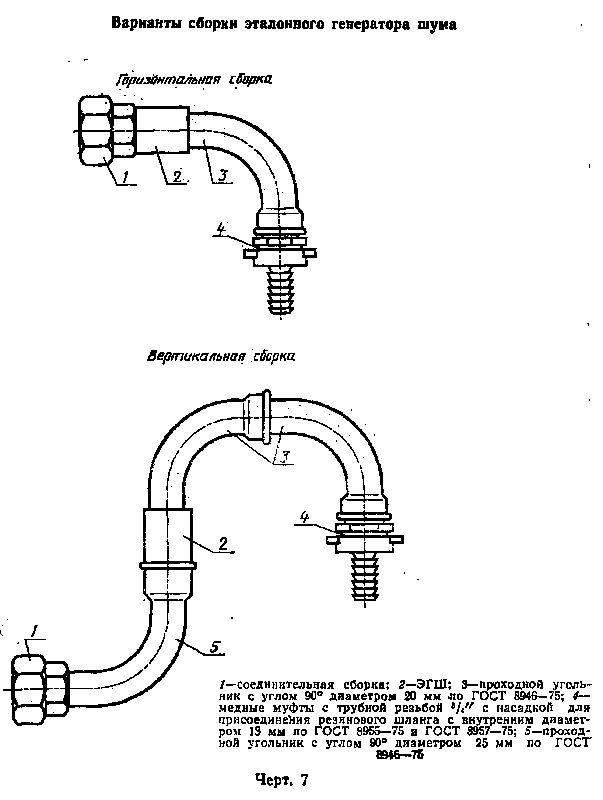 Варианты сборки эталонного генератора шума
Горизонтальная сборка
1
2
3
4
Вертикальная сборка
3
4
2
1
5
1—соединительная сборка; 2—ЭГШ; 3—проходной уголь-
ник с углом 90° диаметром 20 мм по ГОСТ 8946—75; 4—
медные муфты с трубной резьбой ³/₄″ с насадкой для
присоединения резинового шланга с внутренним диамет-
ром 13 мм по ГОСТ 8955—75 и ГОСТ 8957—75; 5—проход-
ной угольник с углом 90° диаметром 25 мм по ГОСТ
8946—75
Черт. 7